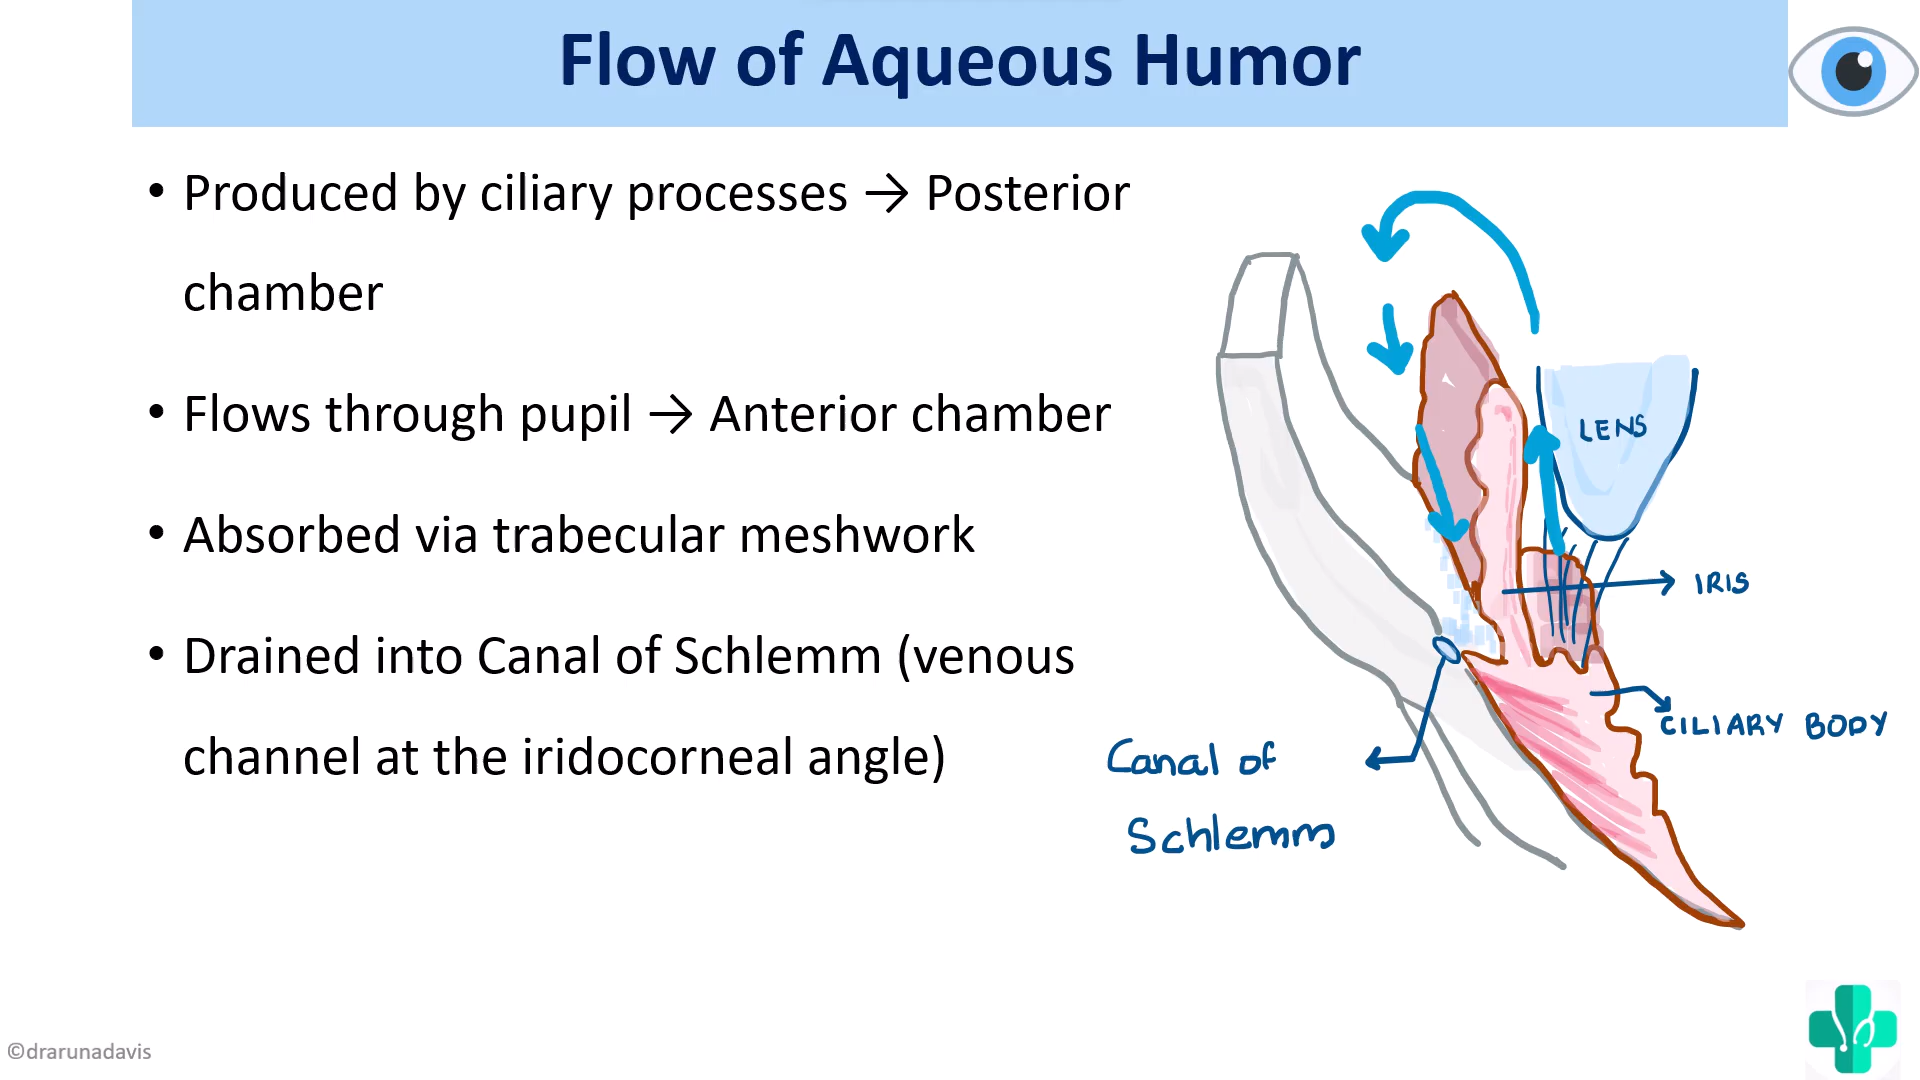 Flow of Aqueous Humor
• Produced by ciliary processes → Posterior
chamber
• Flows through pupil → Anterior chamber
• Absorbed via trabecular meshwork
• Drained into Canal of Schlemm (venous
channel at the iridocorneal angle)
LENS
IRIS
CILIARY BODY
Canal of
Schlemm
©drarunadavis